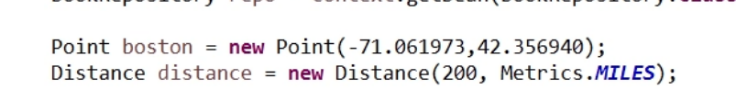 Point boston = new Point(-71.061973,42.356940);
Distance distance = new Distance(200, Metrics.MILES);